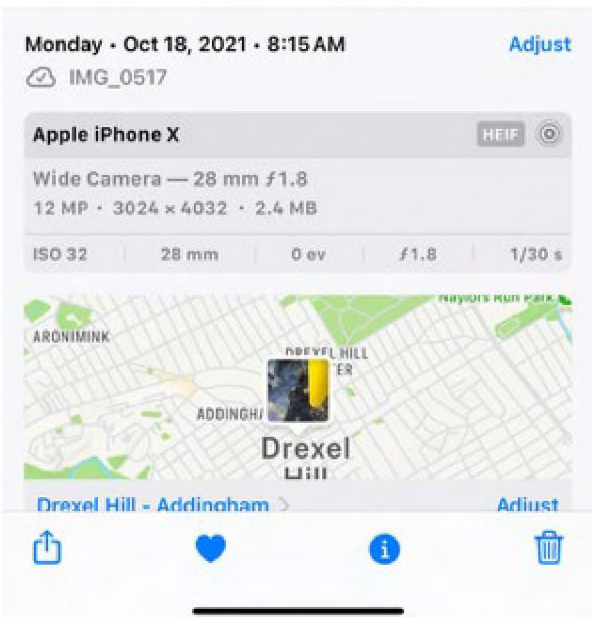 Monday • Oct 18, 2021 • 8:15 AM
Adjust
IMG_0517
Apple iPhone X
HEIF
Wide Camera — 28 mm ƒ1.8
12 MP • 3024 × 4032 • 2.4 MB
ISO 32 28 mm 0 ev ƒ1.8 1/30 s
Naylors Run Park
ARONIMINK
DREXEL HILL
ER
ADDINGHA
Drexel
Hill
Drexel Hill - Addingham
Adjust